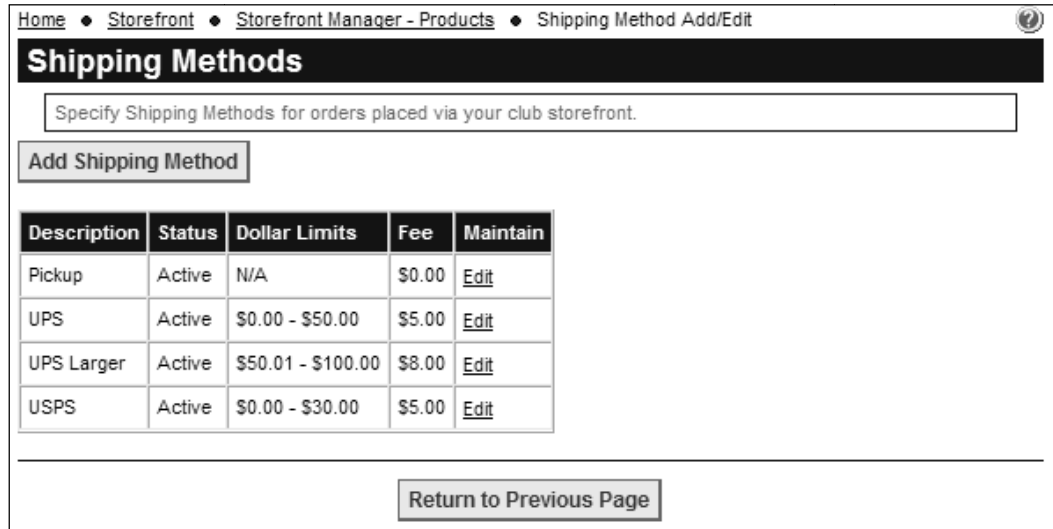 Home ● Storefront ● Storefront Manager - Products ● Shipping Method Add/Edit ?
Shipping Methods
Specify Shipping Methods for orders placed via your club storefront.
Add Shipping Method
Description Status Dollar Limits Fee Maintain
Pickup Active N/A $0.00 Edit
UPS Active $0.00 - $50.00 $5.00 Edit
UPS Larger Active $50.01 - $100.00 $8.00 Edit
USPS Active $0.00 - $30.00 $5.00 Edit
Return to Previous Page